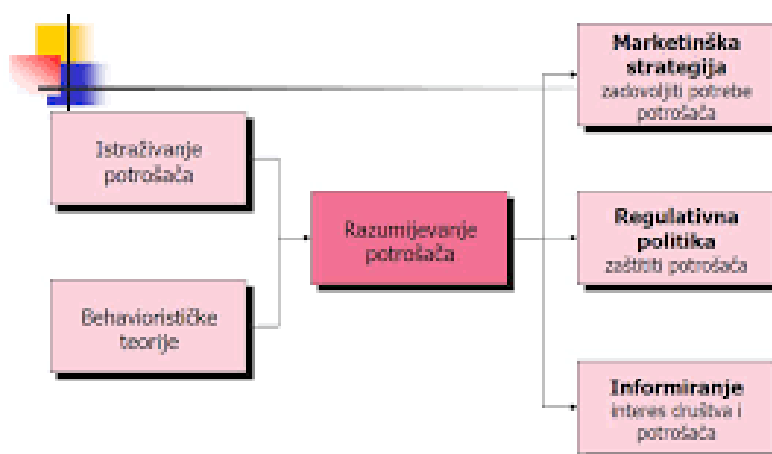 Istraživanje
potrošača
Behaviorističke
teorije
Razumijevanje
potrošača
Marketinška
strategija
zadovoljiti potrebe
potrošača
Regulativna
politika
zaštititi potrošača
Informiranje
interes društva i
potrošača